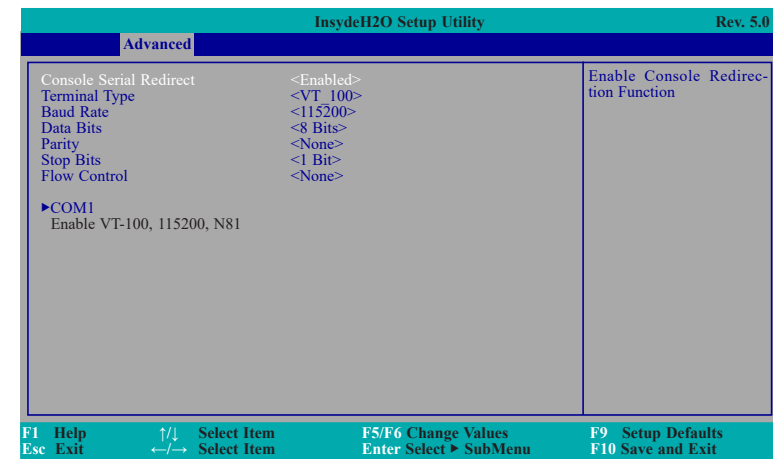 InsydeH2O Setup Utility Rev. 5.0
Advanced
Console Serial Redirect <Enabled>
Terminal Type <VT_100>
Baud Rate <115200>
Data Bits <8 Bits>
Parity <None>
Stop Bits <1 Bit>
Flow Control <None>
►COM1
Enable VT-100, 115200, N81
Enable Console Redirec-
tion Function
F1 Help ↑/↓ Select Item F5/F6 Change Values F9 Setup Defaults
Esc Exit ←/→ Select Item Enter Select ► SubMenu F10 Save and Exit